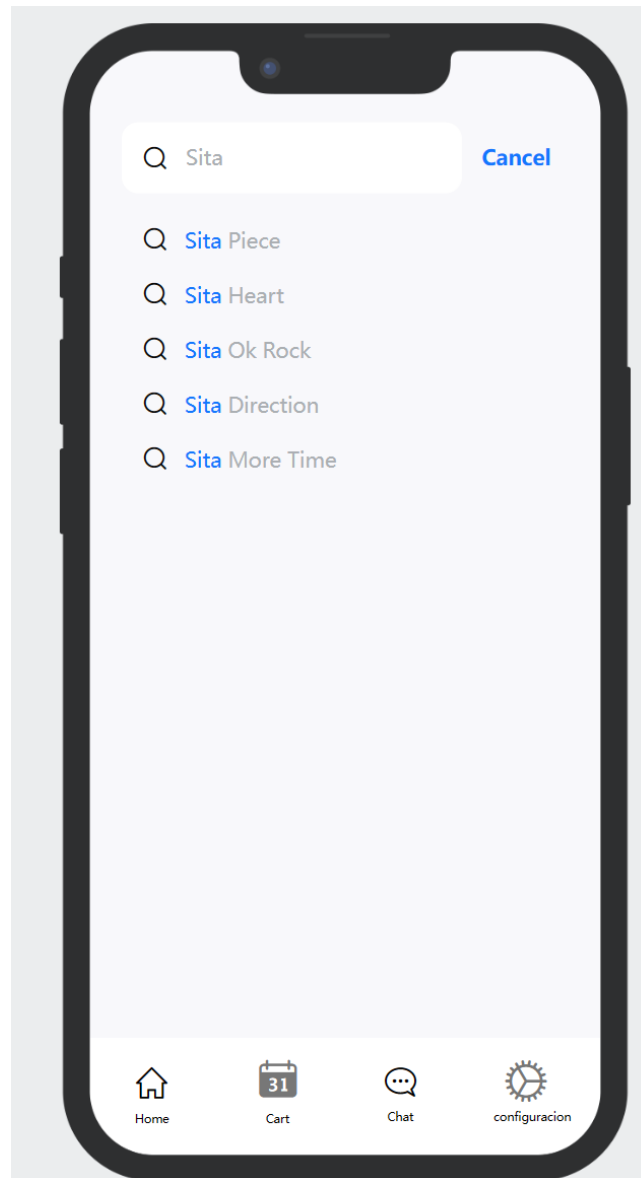 Sita
Cancel
Sita Piece
Sita Heart
Sita Ok Rock
Sita Direction
Sita More Time
31
Home
Cart
Chat
configuracion